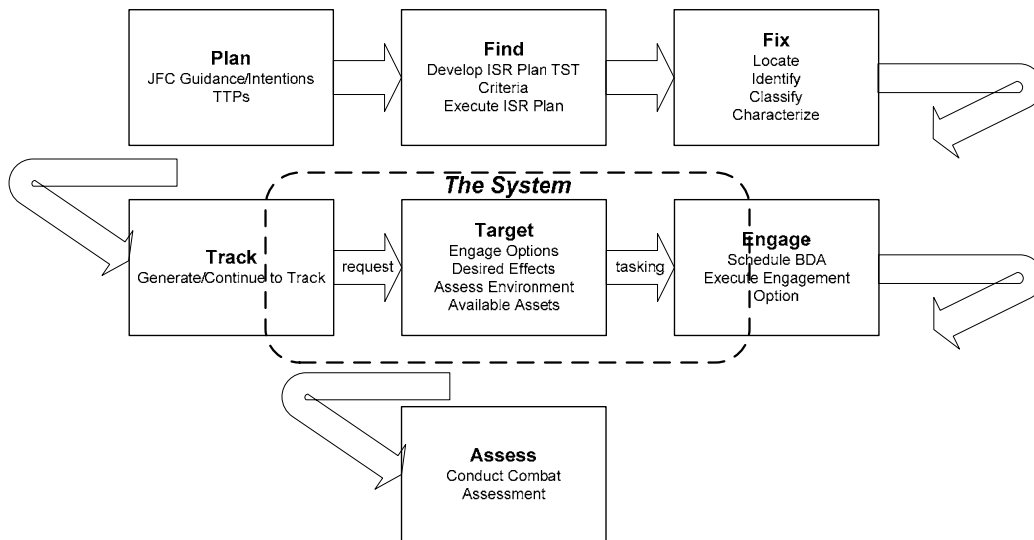 Plan
JFC Guidance/Intentions
TTPs
Find
Develop ISR Plan TST
Criteria
Execute ISR Plan
Fix
Locate
Identify
Classify
Characterize
The System
Track
Generate/Continue to Track
request
Target
Engage Options
Desired Effects
Assess Environment
Available Assets
tasking
Engage
Schedule BDA
Execute Engagement
Option
Assess
Conduct Combat
Assessment